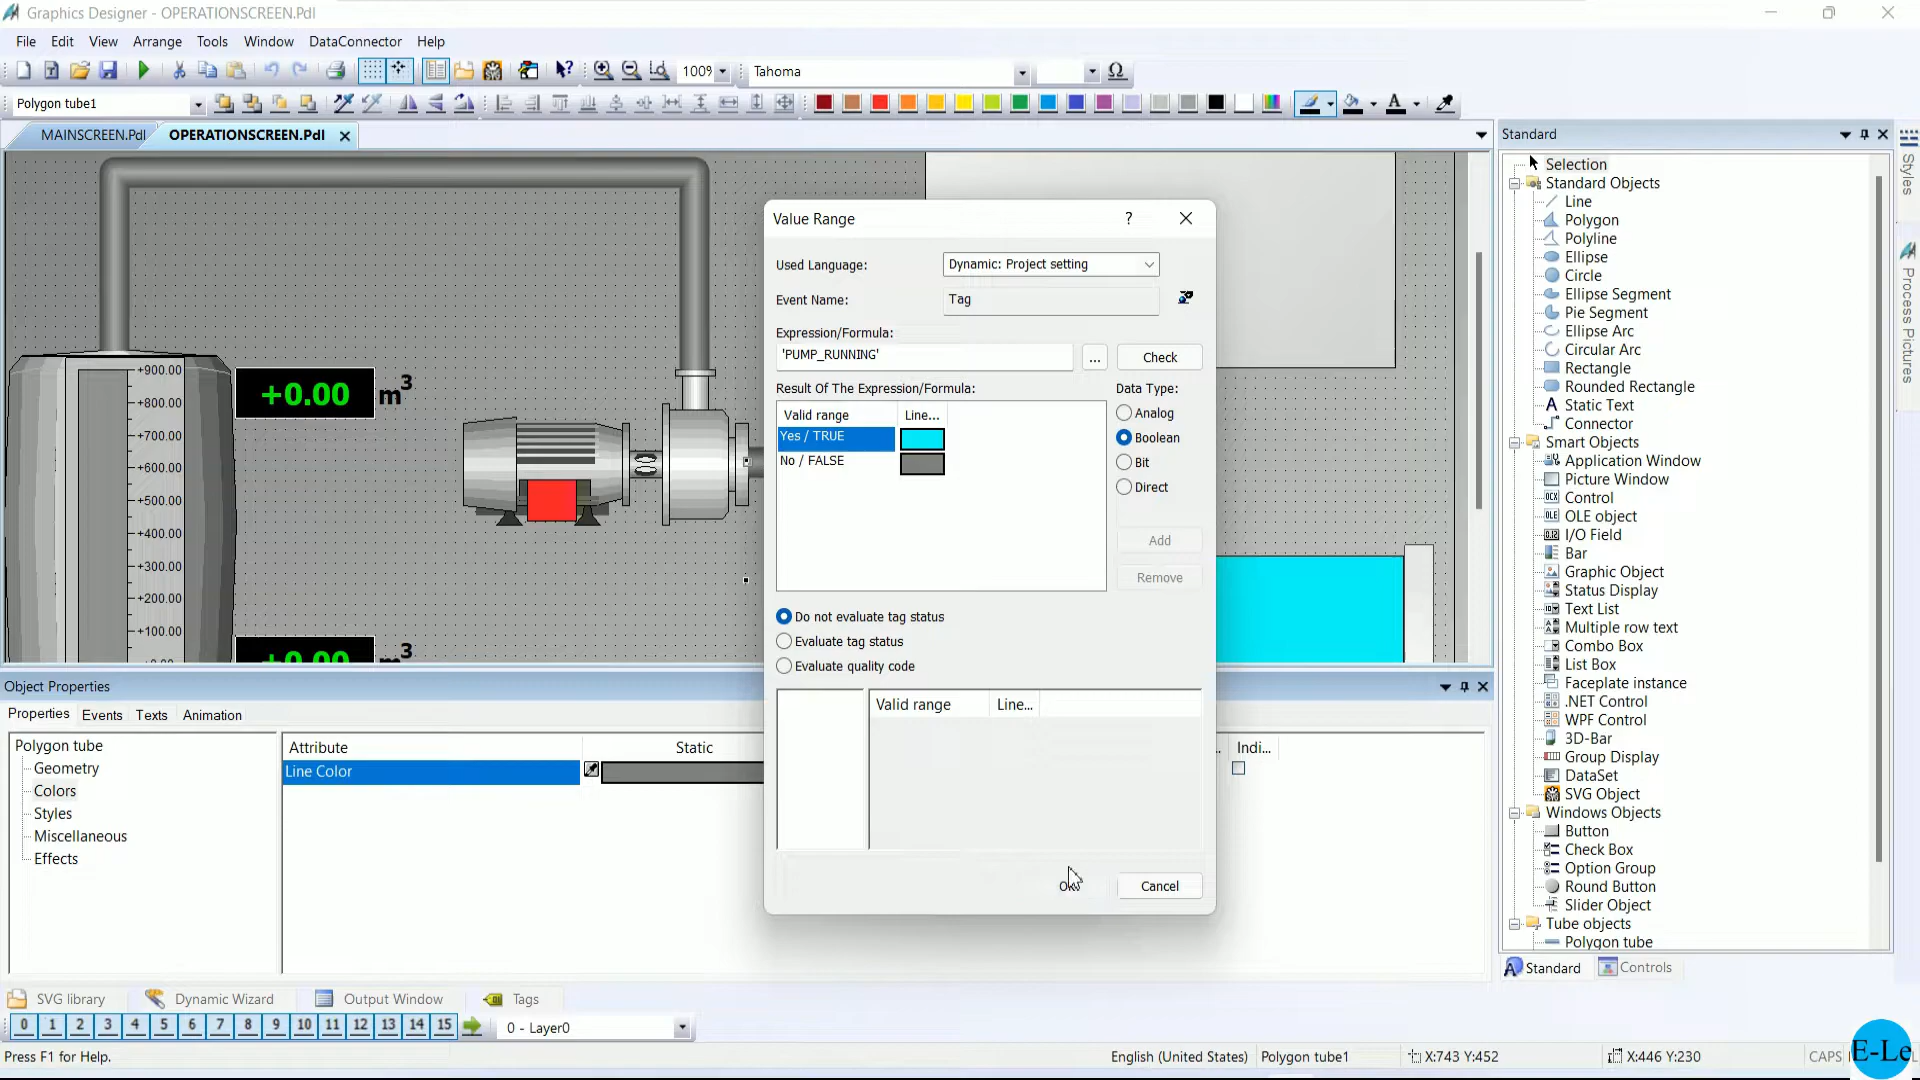 Graphics Designer - OPERATIONSCREEN.Pdl
File Edit View Arrange Tools Window DataConnector Help
100% Tahoma
Polygon tube1
MAINSCREEN.Pdl OPERATIONSCREEN.Pdl
+900.00
+800.00
+700.00
+600.00
+500.00
+400.00
+300.00
+200.00
+100.00
+0.00 m3
+0.00 m3
Value Range
Used Language: Dynamic: Project setting
Event Name: Tag
Expression/Formula:
'PUMP_RUNNING' ... Check
Result Of The Expression/Formula: Data Type:
Valid range Line...
Yes / TRUE
No / FALSE
Analog
Boolean
Bit
Direct
Add
Remove
Do not evaluate tag status
Evaluate tag status
Evaluate quality code
Valid range Line...
Cancel
Object Properties
Properties Events Texts Animation
Polygon tube
Geometry
Colors
Styles
Miscellaneous
Effects
Attribute Static Indi...
Line Color
Standard
Selection
Standard Objects
Line
Polygon
Polyline
Ellipse
Circle
Ellipse Segment
Pie Segment
Ellipse Arc
Circular Arc
Rectangle
Rounded Rectangle
Static Text
Connector
Smart Objects
Application Window
Picture Window
Control
OLE object
I/O Field
Bar
Graphic Object
Status Display
Text List
Multiple row text
Combo Box
List Box
Faceplate instance
.NET Control
WPF Control
3D-Bar
Group Display
DataSet
SVG Object
Windows Objects
Button
Check Box
Option Group
Round Button
Slider Object
Tube objects
Polygon tube
Standard Controls
Styles
Process Pictures
SVG library Dynamic Wizard Output Window Tags
0 1 2 3 4 5 6 7 8 9 10 11 12 13 14 15 0 - Layer0
Press F1 for Help. English (United States) Polygon tube1 X:743 Y:452 X:446 Y:230 CAPS
E-Le